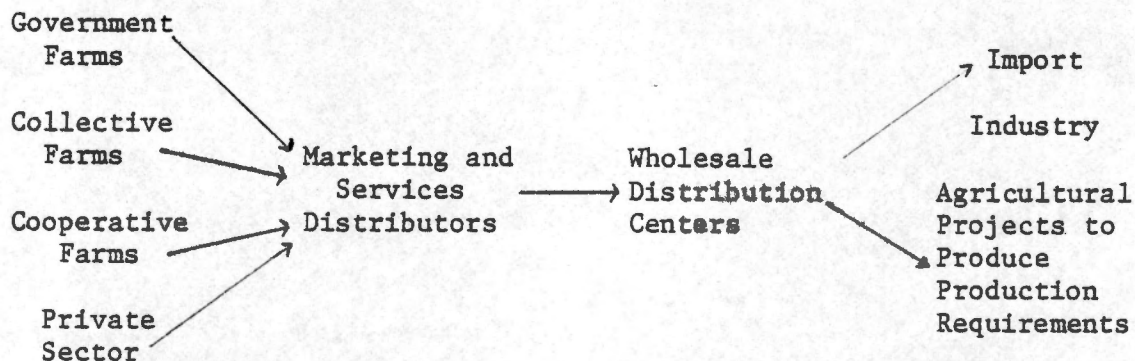 Government
Farms
Collective
Farms
Cooperative
Farms
Private
Sector
Marketing and
Services
Distributors
Wholesale
Distribution
Centers
Import
Industry
Agricultural
Projects to
Produce
Production
Requirements